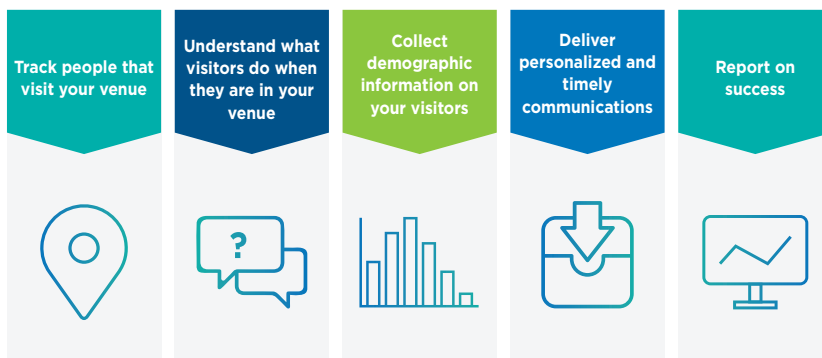 Track people that
visit your venue
Understand what
visitors do when
they are in your
venue
Collect
demographic
information on
your visitors
Deliver
personalized and
timely
communications
Report on
success
?